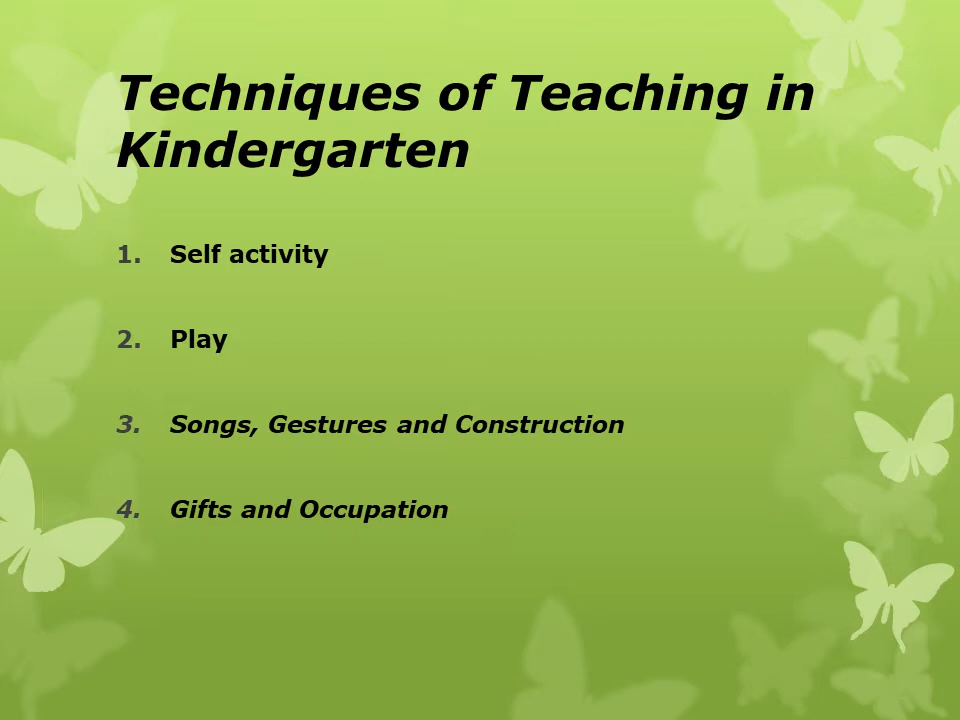 Techniques of Teaching in
Kindergarten
1. Self activity
2. Play
3. Songs, Gestures and Construction
4. Gifts and Occupation